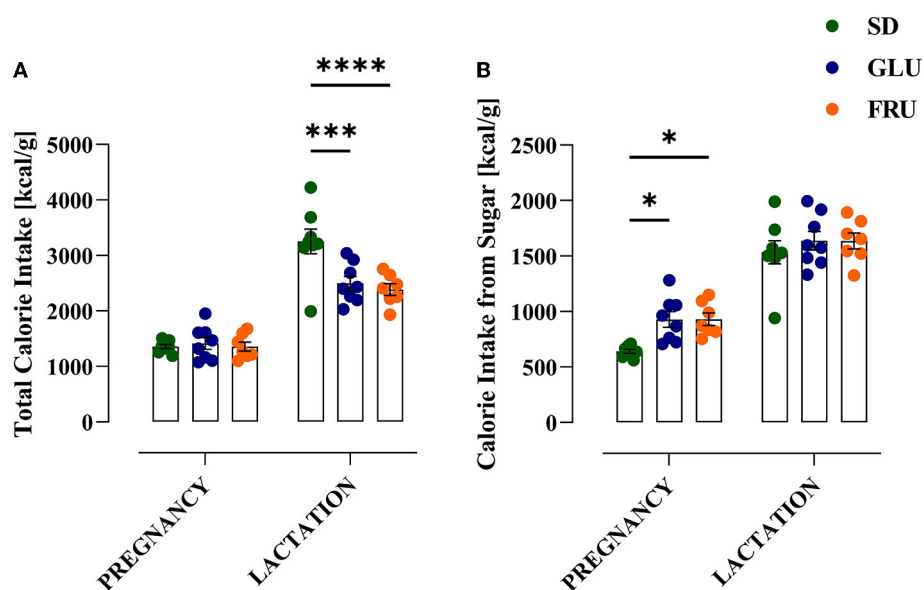 SD
GLU
FRU
A
Total Calorie Intake [kcal/g]
5000
4000
3000
2000
1000
0
****
***
PREGNANCY
LACTATION
B
Calorie Intake from Sugar [kcal/g]
2500
2000
1500
1000
500
0
*
*
PREGNANCY
LACTATION